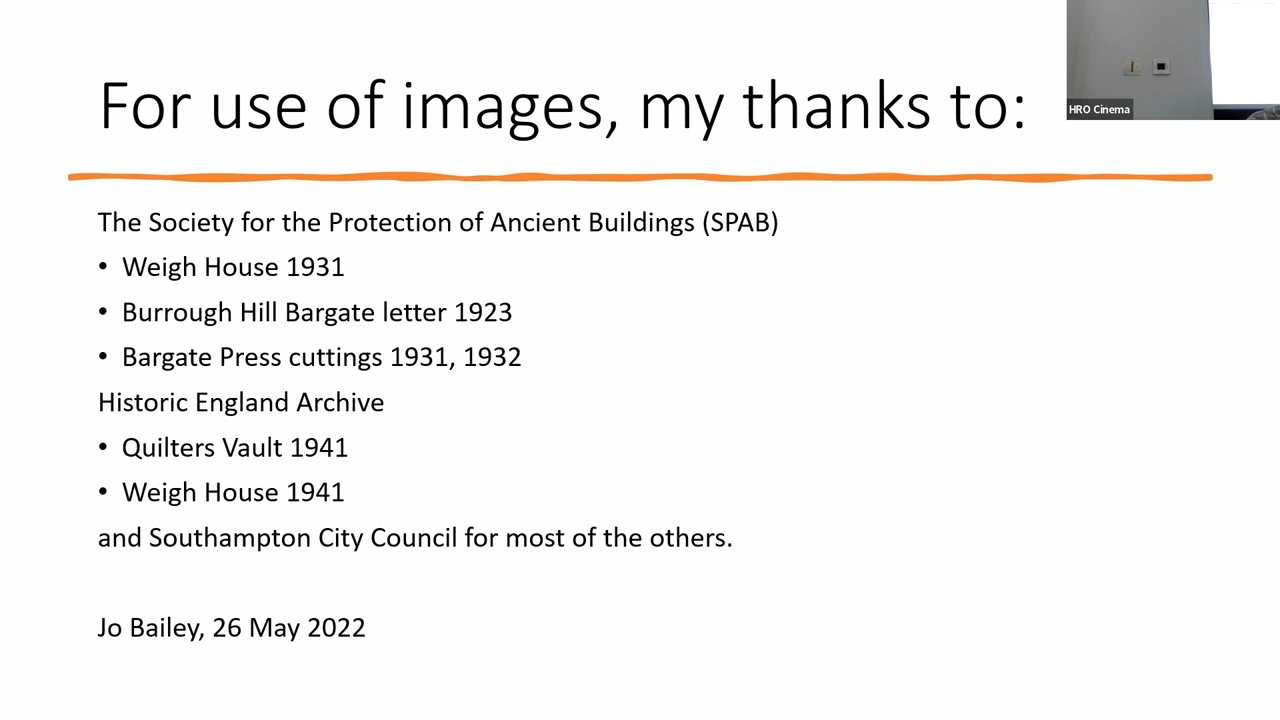 For use of images, my thanks to:
HRO Cinema
The Society for the Protection of Ancient Buildings (SPAB)
• Weigh House 1931
• Burrough Hill Bargate letter 1923
• Bargate Press cuttings 1931, 1932
Historic England Archive
• Quilters Vault 1941
• Weigh House 1941
and Southampton City Council for most of the others.
Jo Bailey, 26 May 2022